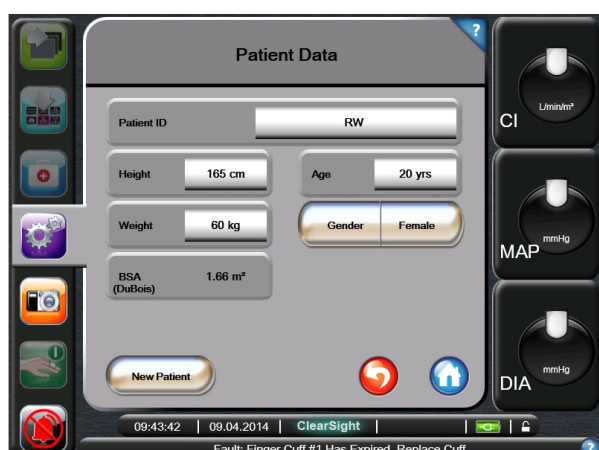 Patient Data
?
Patient ID RW
Height 165 cm Age 20 yrs
Weight 60 kg Gender Female
BSA 1.66 m²
(DuBois)
New Patient
CI L/min/m²
MAP mmHg
DIA mmHg
09:43:42 | 09.04.2014 | ClearSight | |
Fault: Finger Cuff #1 Has Expired. Replace Cuff
?